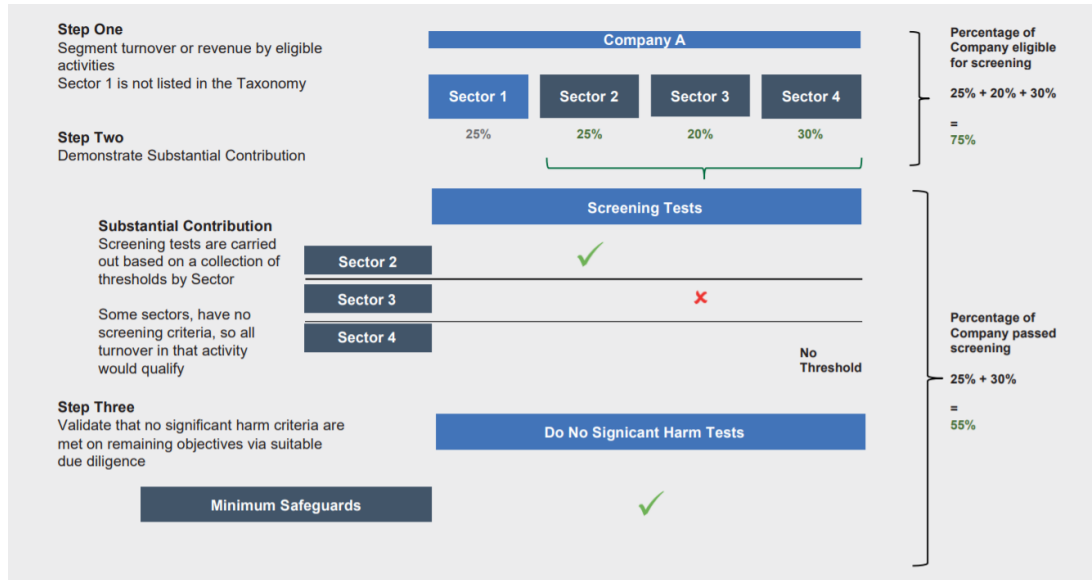 Step One
Segment turnover or revenue by eligible
activities
Sector 1 is not listed in the Taxonomy
Company A
Sector 1
Sector 2
Sector 3
Sector 4
25%
25%
20%
30%
Percentage of
Company eligible
for screening
25% + 20% + 30%
=
75%
Step Two
Demonstrate Substantial Contribution
Screening Tests
Substantial Contribution
Screening tests are carried
out based on a collection of
thresholds by Sector
Some sectors, have no
screening criteria, so all
turnover in that activity
would qualify
Sector 2
Sector 3
Sector 4
No
Threshold
Percentage of
Company passed
screening
25% + 30%
=
55%
Step Three
Validate that no significant harm criteria are
met on remaining objectives via suitable
due diligence
Do No Signicant Harm Tests
Minimum Safeguards